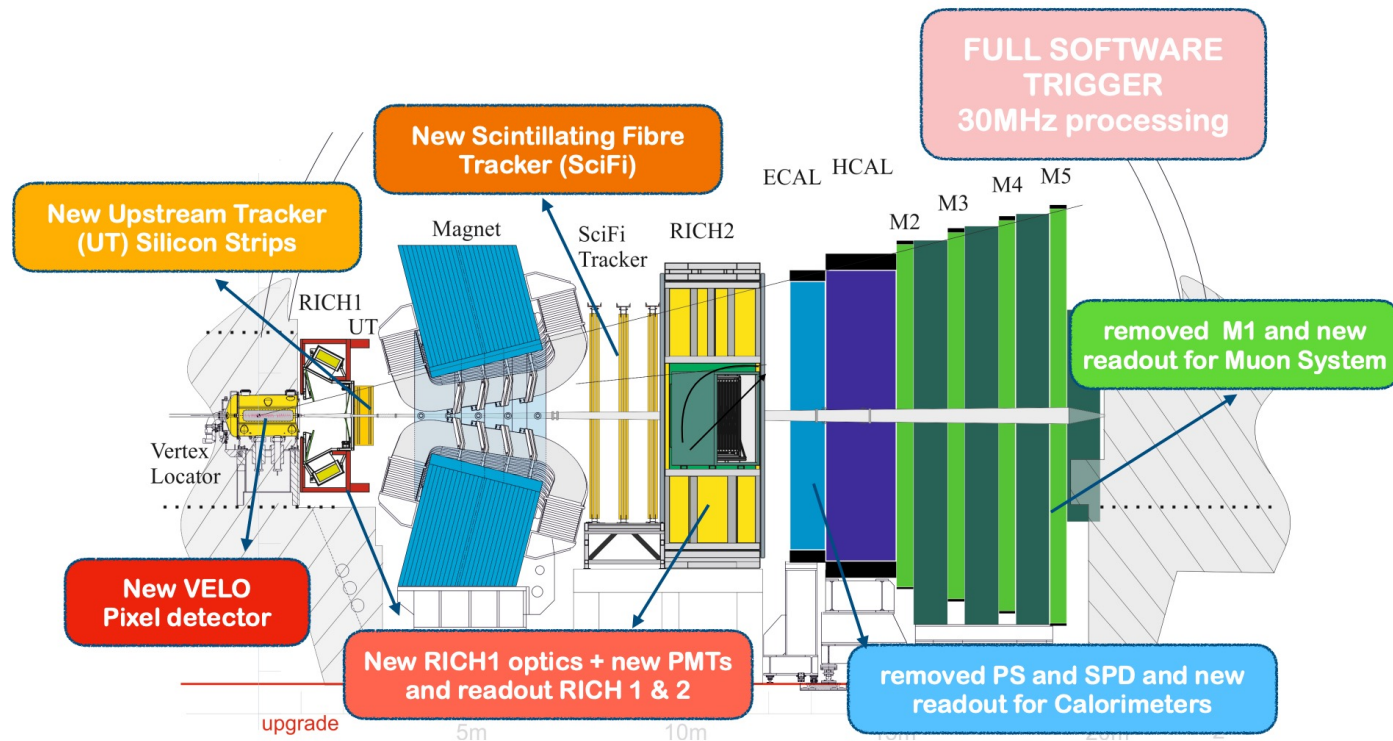 FULL SOFTWARE
TRIGGER
30MHz processing
New Scintillating Fibre
Tracker (SciFi)
New Upstream Tracker
(UT) Silicon Strips
ECAL
HCAL
M2
M3
M4
M5
Magnet
SciFi
Tracker
RICH2
RICH1
UT
removed M1 and new
readout for Muon System
Vertex
Locator
New VELO
Pixel detector
New RICH1 optics + new PMTs
and readout RICH 1 & 2
removed PS and SPD and new
readout for Calorimeters
upgrade
5m
10m